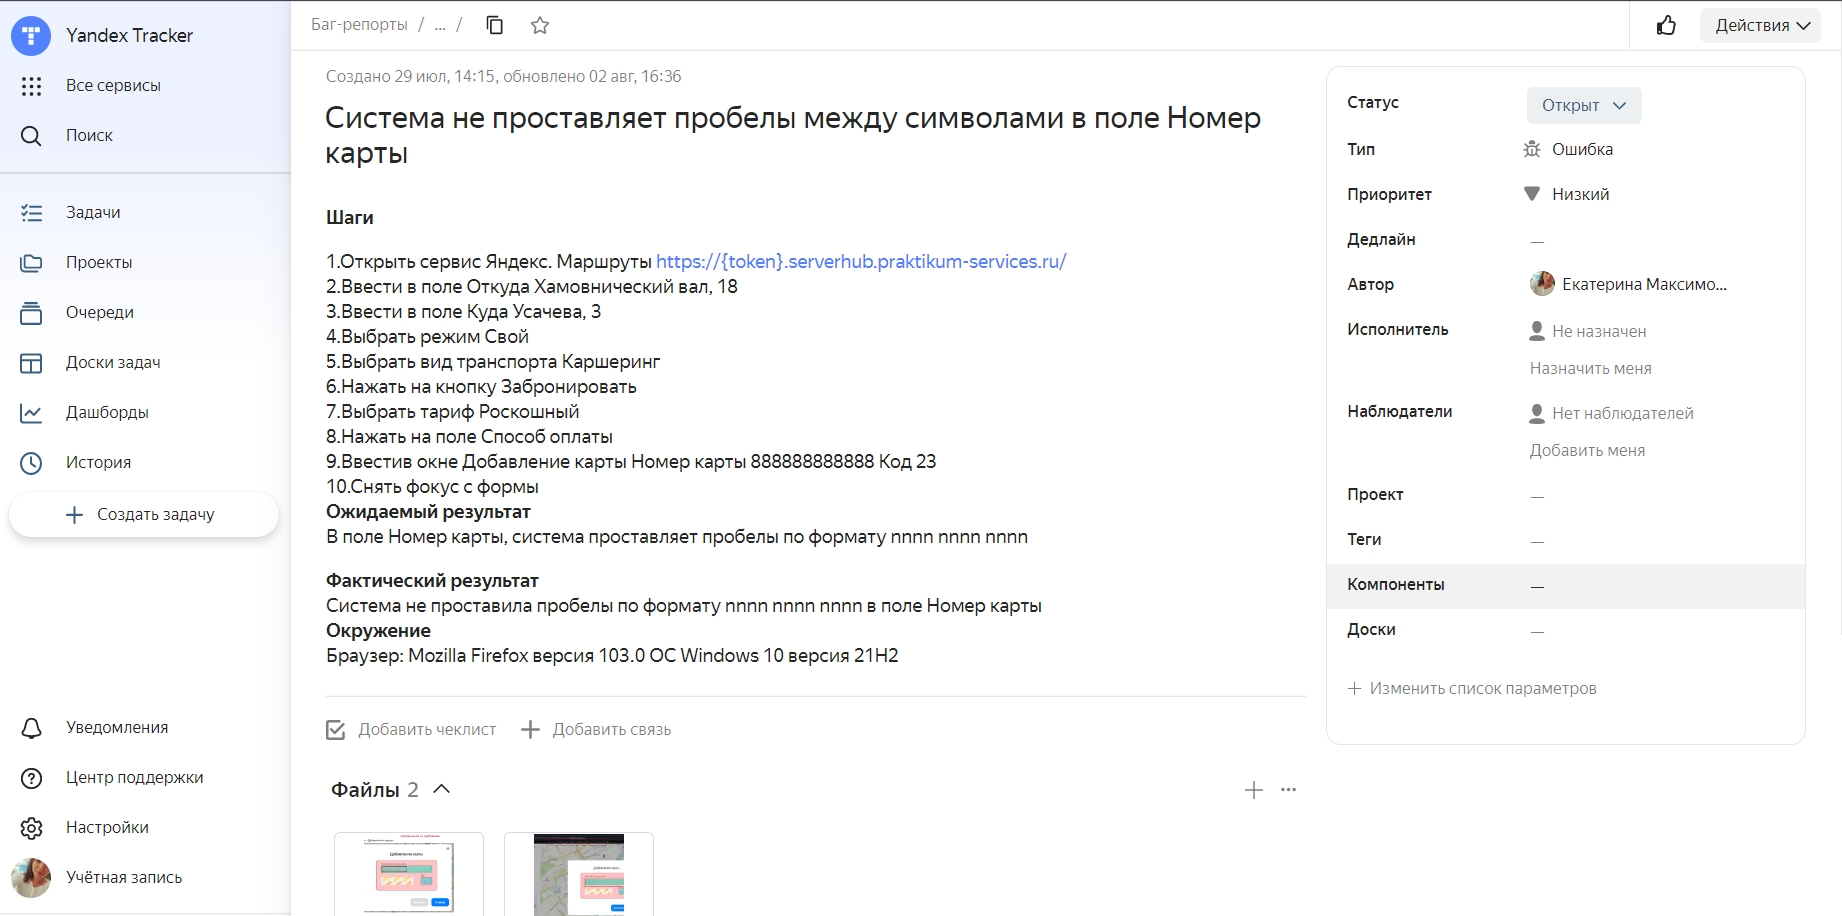 Yandex Tracker
Все сервисы
Поиск
Задачи
Проекты
Очереди
Доски задач
Дашборды
История
Создать задачу
Уведомления
Центр поддержки
Настройки
Учётная запись
Баг-репорты / ... /
Действия
Создано 29 июл, 14:15, обновлено 02 авг, 16:36
Система не проставляет пробелы между символами в поле Номер
карты
Шаги
1.Открыть сервис Яндекс. Маршруты https://{token}.serverhub.praktikum-services.ru/
2.Ввести в поле Откуда Хамовнический вал, 18
3.Ввести в поле Куда Усачева, 3
4.Выбрать режим Свой
5.Выбрать вид транспорта Каршеринг
6.Нажать на кнопку Забронировать
7.Выбрать тариф Роскошный
8.Нажать на поле Способ оплаты
9.Ввестив окне Добавление карты Номер карты 888888888888 Код 23
10.Снять фокус с формы
Ожидаемый результат
В поле Номер карты, система проставляет пробелы по формату nnnn nnnn nnnn
Фактический результат
Система не проставила пробелы по формату nnnn nnnn nnnn в поле Номер карты
Окружение
Браузер: Mozilla Firefox версия 103.0 ОС Windows 10 версия 21H2
Добавить чеклист
Добавить связь
Файлы 2
Статус Открыт
Тип Ошибка
Приоритет Низкий
Дедлайн —
Автор Екатерина Максимо...
Исполнитель Не назначен
Назначить меня
Наблюдатели Нет наблюдателей
Добавить меня
Проект —
Теги —
Компоненты —
Доски —
Изменить список параметров